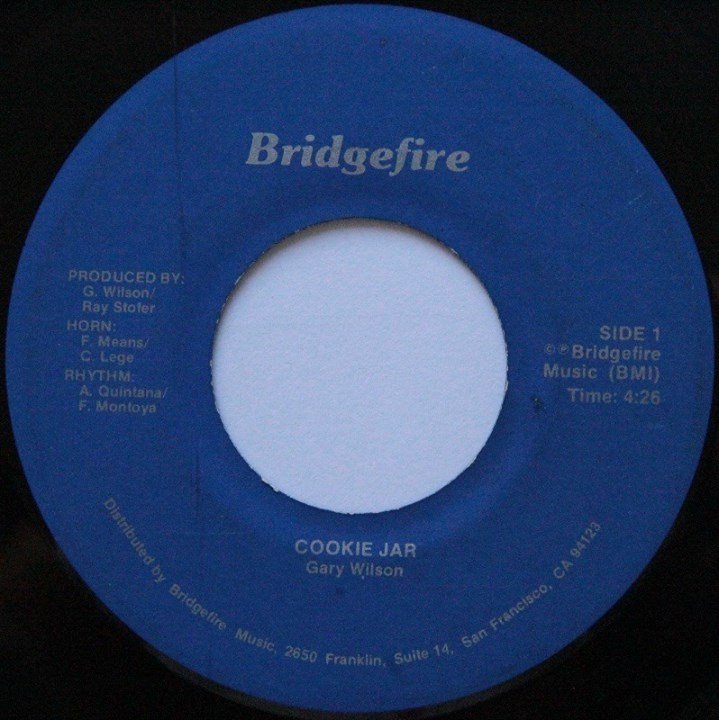 Bridgefire
PRODUCED BY:
G. Wilson/
Ray Stofer
HORN:
F. Means/
C. Lege
RHYTHM:
A. Quintana/
F. Montoya
SIDE 1
©℗Bridgefire
Music (BMI)
Time: 4:26
COOKIE JAR
Gary Wilson
Distributed by Bridgefire Music, 2650 Franklin, Suite 14, San Francisco, CA 94123